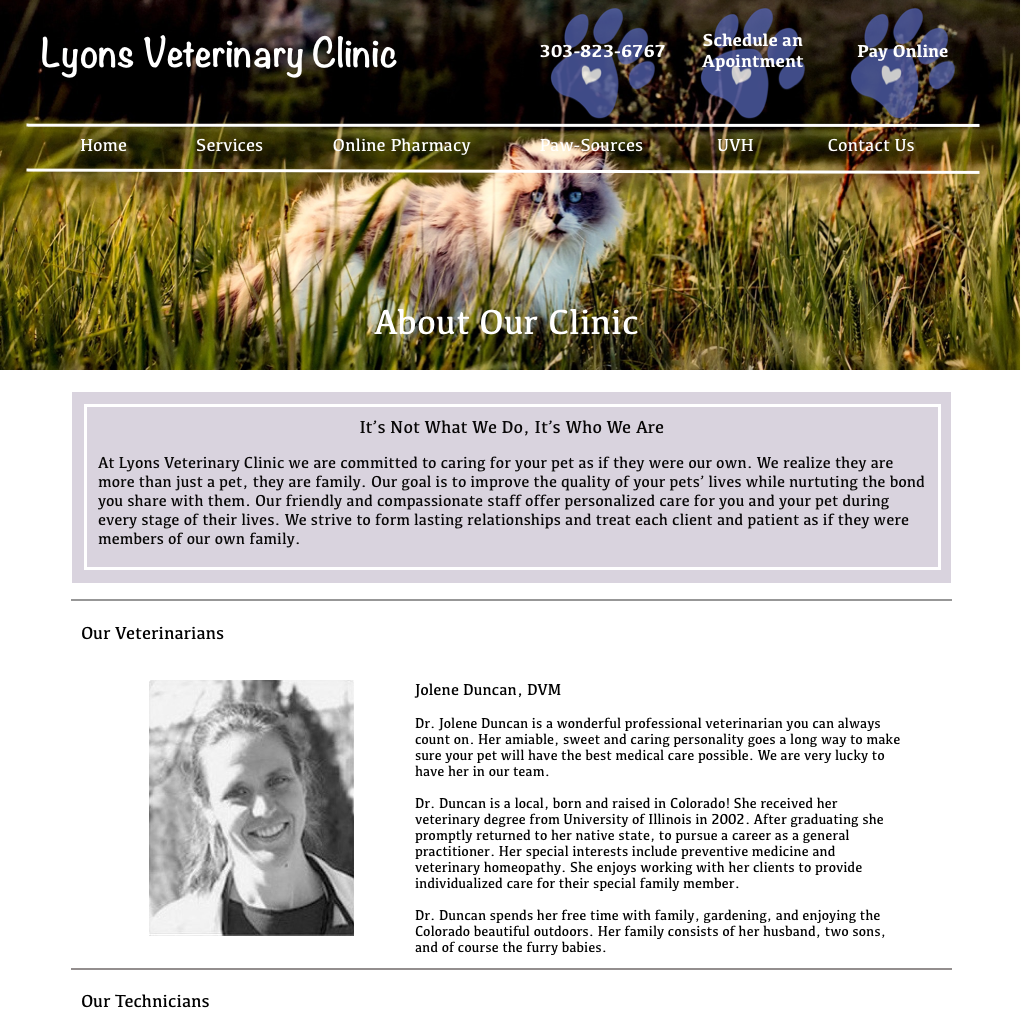 Lyons Veterinary Clinic
303-823-6767
Schedule an
Apointment
Pay Online
Home Services Online Pharmacy Paw-Sources UVH Contact Us
About Our Clinic
It’s Not What We Do, It’s Who We Are
At Lyons Veterinary Clinic we are committed to caring for your pet as if they were our own. We realize they are
more than just a pet, they are family. Our goal is to improve the quality of your pets’ lives while nurtuting the bond
you share with them. Our friendly and compassionate staff offer personalized care for you and your pet during
every stage of their lives. We strive to form lasting relationships and treat each client and patient as if they were
members of our own family.
Our Veterinarians
Jolene Duncan, DVM
Dr. Jolene Duncan is a wonderful professional veterinarian you can always
count on. Her amiable, sweet and caring personality goes a long way to make
sure your pet will have the best medical care possible. We are very lucky to
have her in our team.
Dr. Duncan is a local, born and raised in Colorado! She received her
veterinary degree from University of Illinois in 2002. After graduating she
promptly returned to her native state, to pursue a career as a general
practitioner. Her special interests include preventive medicine and
veterinary homeopathy. She enjoys working with her clients to provide
individualized care for their special family member.
Dr. Duncan spends her free time with family, gardening, and enjoying the
Colorado beautiful outdoors. Her family consists of her husband, two sons,
and of course the furry babies.
Our Technicians